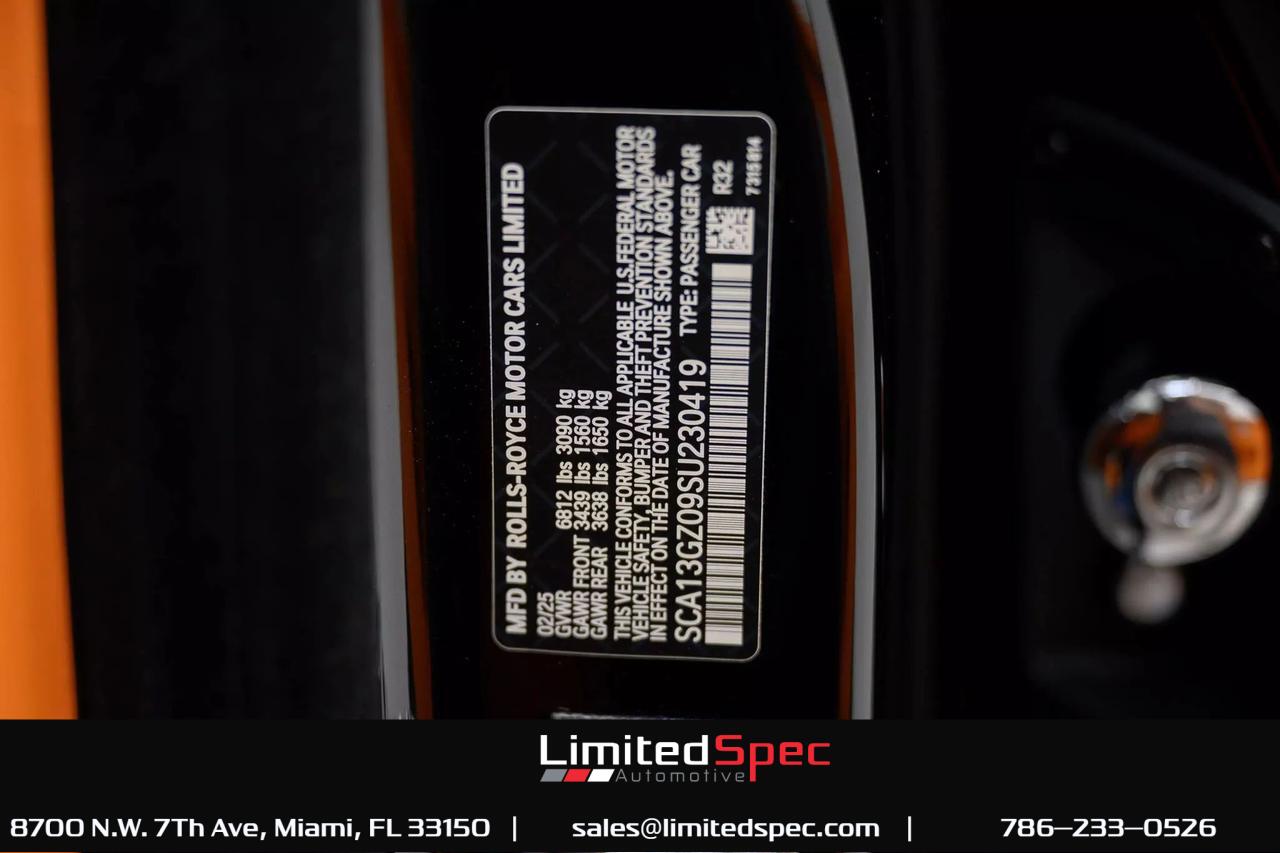 MFD BY ROLLS-ROYCE MOTOR CARS LIMITED
02/25
GVWR 6812 lbs 3090 kg
GAWR FRONT 3439 lbs 1560 kg
GAWR REAR 3638 lbs 1650 kg
THIS VEHICLE CONFORMS TO ALL APPLICABLE U.S.FEDERAL MOTOR
VEHICLE SAFETY, BUMPER AND THEFT PREVENTION STANDARDS
IN EFFECT ON THE DATE OF MANUFACTURE SHOWN ABOVE.
SCA13GZ09SU230419 TYPE: PASSENGER CAR
R32
LimitedSpec
Automotive
8700 N.W. 7Th Ave, Miami, FL 33150 | sales@limitedspec.com | 786-233-0526